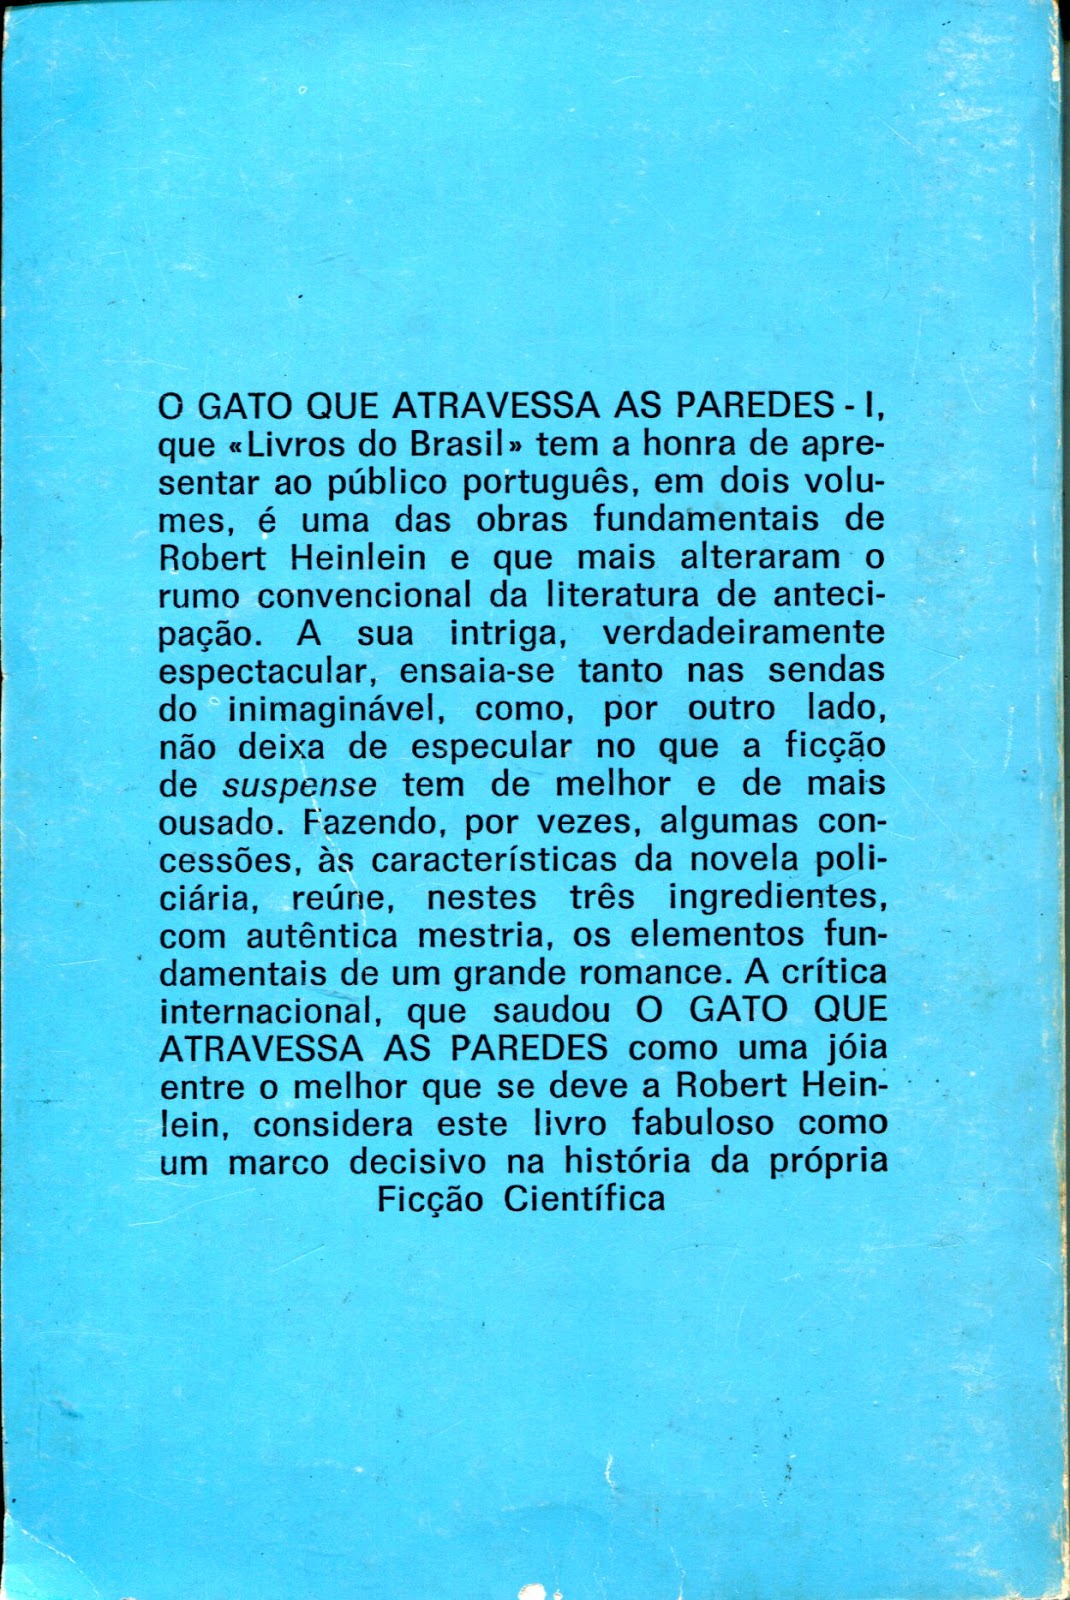 O GATO QUE ATRAVESSA AS PAREDES - I,
que «Livros do Brasil» tem a honra de apre-
sentar ao público português, em dois volu-
mes, é uma das obras fundamentais de
Robert Heinlein e que mais alteraram o
rumo convencional da literatura de anteci-
pação. A sua intriga, verdadeiramente
espectacular, ensaia-se tanto nas sendas
do inimaginável, como, por outro lado,
não deixa de especular no que a ficção
de suspense tem de melhor e de mais
ousado. Fazendo, por vezes, algumas con-
cessões, às características da novela poli-
ciária, reúne, nestes três ingredientes,
com autêntica mestria, os elementos fun-
damentais de um grande romance. A crítica
internacional, que saudou O GATO QUE
ATRAVESSA AS PAREDES como uma jóia
entre o melhor que se deve a Robert Hein-
lein, considera este livro fabuloso como
um marco decisivo na história da própria
Ficção Científica